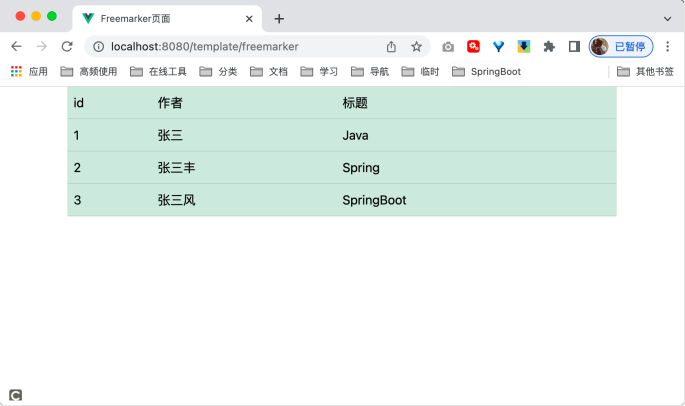 Freemarker页面
localhost:8080/template/freemarker
已暂停
应用 高频使用 在线工具 分类 文档 学习 导航 临时 SpringBoot 其他书签
id 作者 标题
1 张三 Java
2 张三丰 Spring
3 张三风 SpringBoot